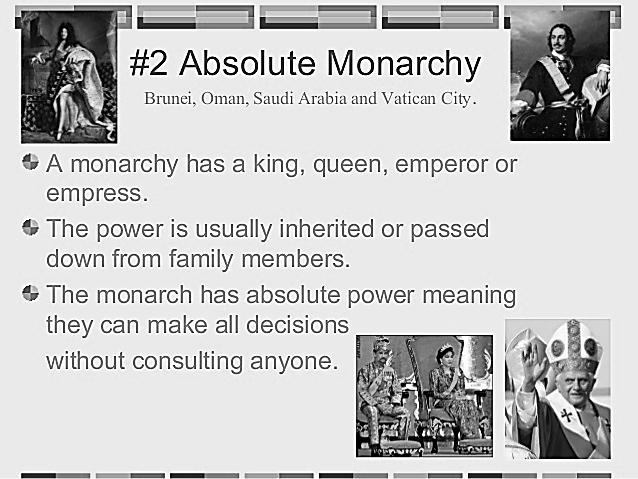 #2 Absolute Monarchy
Brunei, Oman, Saudi Arabia and Vatican City.
A monarchy has a king, queen, emperor or
empress.
The power is usually inherited or passed
down from family members.
The monarch has absolute power meaning
they can make all decisions
without consulting anyone.